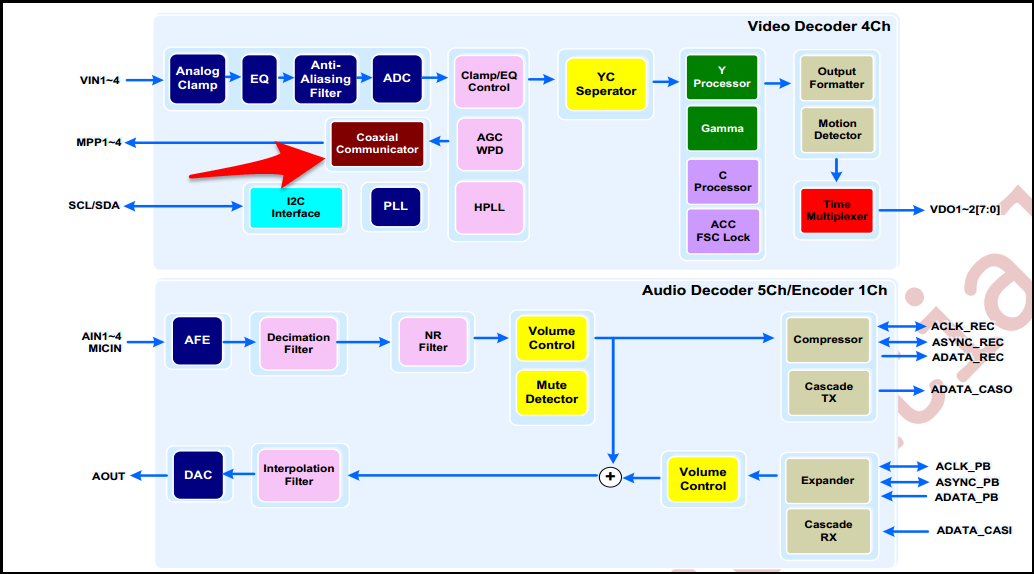 Video Decoder 4Ch
VIN1~4
Analog
Clamp
EQ
Anti-
Aliasing
Filter
ADC
Clamp/EQ
Control
YC
Seperator
Y
Processor
Output
Formatter
MPP1~4
Coaxial
Communicator
AGC
WPD
Gamma
Motion
Detector
SCL/SDA
I2C
Interface
PLL
HPLL
C
Processor
ACC
FSC Lock
Time
Multiplexer
VDO1~2[7:0]
Audio Decoder 5Ch/Encoder 1Ch
AIN1~4
MICIN
AFE
Decimation
Filter
NR
Filter
Volume
Control
Mute
Detector
Compressor
Cascade
TX
ACLK_REC
ASYNC_REC
ADATA_REC
ADATA_CASO
AOUT
DAC
Interpolation
Filter
+
Volume
Control
Expander
Cascade
RX
ACLK_PB
ASYNC_PB
ADATA_PB
ADATA_CASI